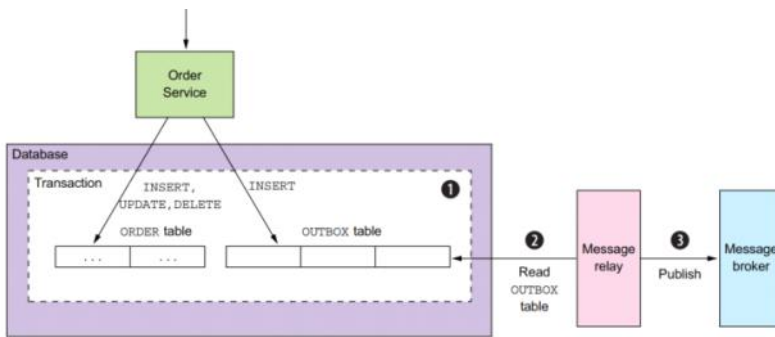 Order
Service
Database
Transaction
INSERT,
UPDATE, DELETE
INSERT
1
ORDER table
OUTBOX table
... ...
2
Read
OUTBOX
table
Message
relay
3
Publish
Message
broker